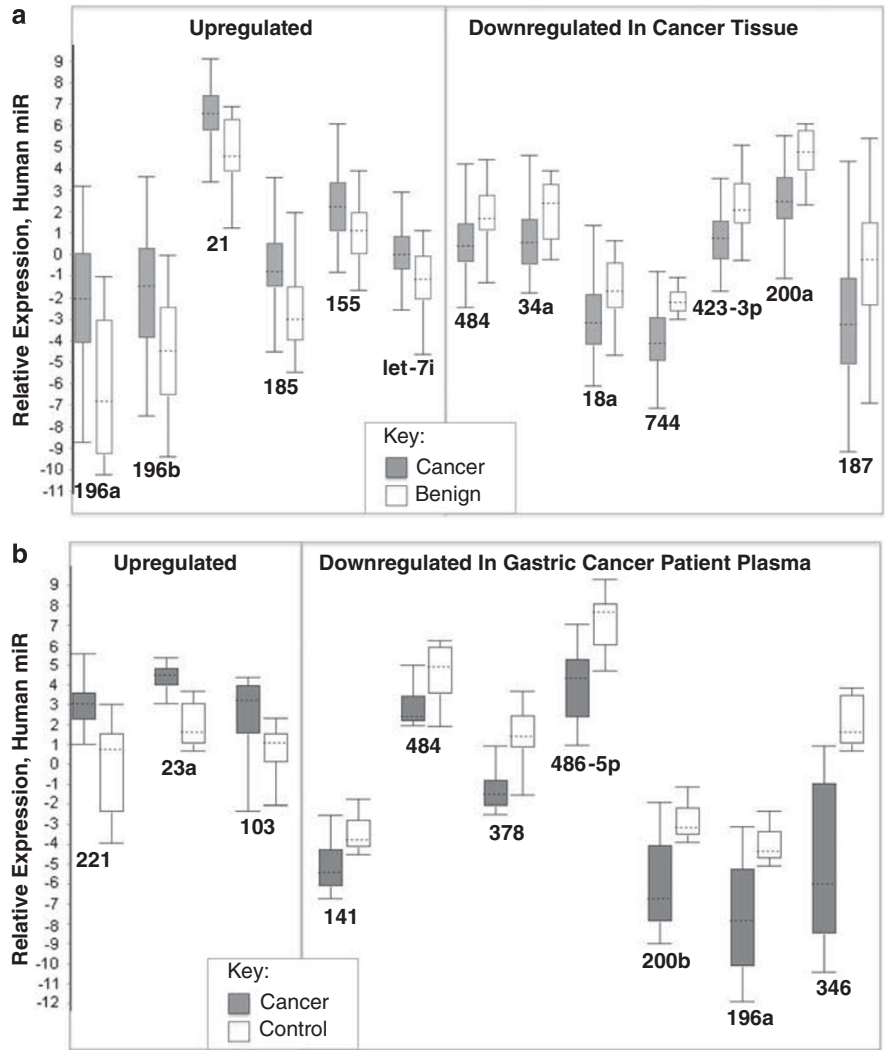 a
Upregulated
Downregulated In Cancer Tissue
Relative Expression, Human miR
9
8
7
6
5
4
3
2
1
0
-1
-2
-3
-4
-5
-6
-7
-8
-9
-10
-11
196a
196b
21
185
155
let-7i
484
34a
18a
744
423-3p
200a
187
Key:
Cancer
Benign
b
Upregulated
Downregulated In Gastric Cancer Patient Plasma
Relative Expression, Human miR
9
8
7
6
5
4
3
2
1
0
-1
-2
-3
-4
-5
-6
-7
-8
-9
-10
-11
-12
221
23a
103
141
484
378
486-5p
200b
196a
346
Key:
Cancer
Control